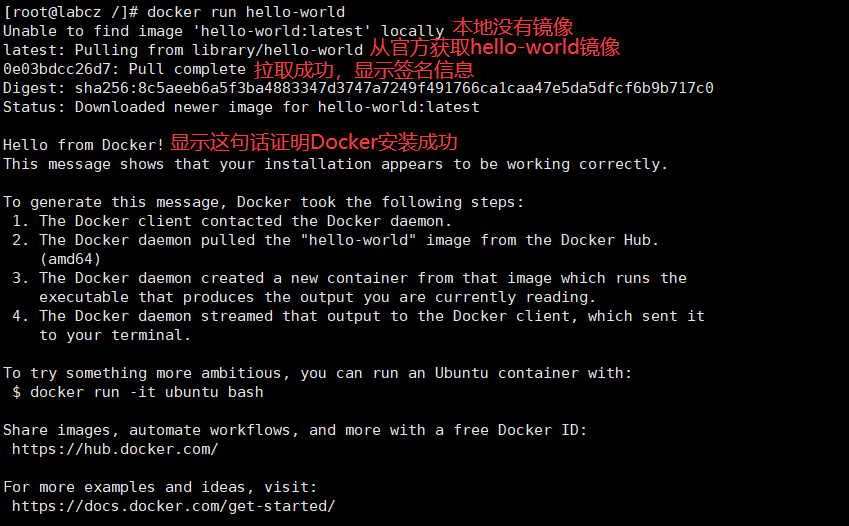 [root@labcz /]# docker run hello-world
Unable to find image 'hello-world:latest' locally 本地没有镜像
latest: Pulling from library/hello-world 从官方获取hello-world镜像
0e03bdcc26d7: Pull complete 拉取成功，显示签名信息
Digest: sha256:8c5aeeb6a5f3ba4883347d3747a7249f491766ca1caa47e5da5dfcf6b9b717c0
Status: Downloaded newer image for hello-world:latest
Hello from Docker! 显示这句话证明Docker安装成功
This message shows that your installation appears to be working correctly.
To generate this message, Docker took the following steps:
1. The Docker client contacted the Docker daemon.
2. The Docker daemon pulled the "hello-world" image from the Docker Hub.
(amd64)
3. The Docker daemon created a new container from that image which runs the
executable that produces the output you are currently reading.
4. The Docker daemon streamed that output to the Docker client, which sent it
to your terminal.
To try something more ambitious, you can run an Ubuntu container with:
$ docker run -it ubuntu bash
Share images, automate workflows, and more with a free Docker ID:
https://hub.docker.com/
For more examples and ideas, visit:
https://docs.docker.com/get-started/